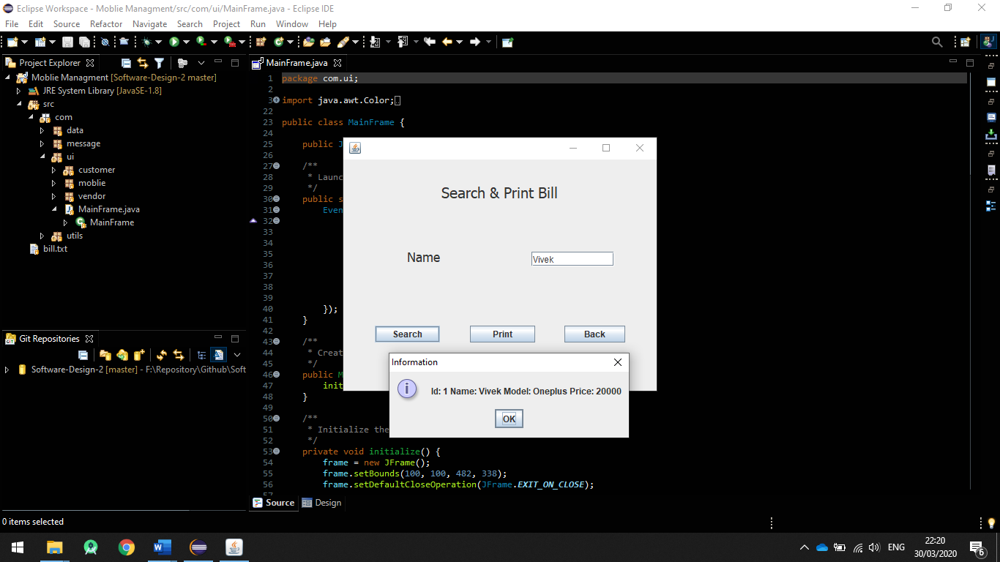 Eclipse Workspace - Moblie Managment/src/com/ui/MainFrame.java - Eclipse IDE
File Edit Source Refactor Navigate Search Project Run Window Help
Project Explorer
Moblie Managment [Software-Design-2 master]
JRE System Library [JavaSE-1.8]
src
com
data
message
ui
customer
moblie
vendor
MainFrame.java
MainFrame
utils
bill.txt
Git Repositories
Software-Design-2 [master] - F:\Repository\Github\Soft
MainFrame.java
1 package com.ui;
2
3 import java.awt.Color;
22
23 public class MainFrame {
24
25 public J
26
27 /**
28 * Launc
29 */
30 public s
31 Even
32
33
34
35
36
37
38
39
40 });
41 }
42
43 /**
44 * Creat
45 */
46 public M
47 init
48 }
49
50 /**
51 * Initialize the
52 */
53 private void initialize() {
54 frame = new JFrame();
55 frame.setBounds(100, 100, 482, 338);
56 frame.setDefaultCloseOperation(JFrame.EXIT_ON_CLOSE);
57
Search & Print Bill
Name Vivek
Search Print Back
Information
Id: 1 Name: Vivek Model: Oneplus Price: 20000
OK
Source Design
0 items selected
ENG
22:20
30/03/2020
6